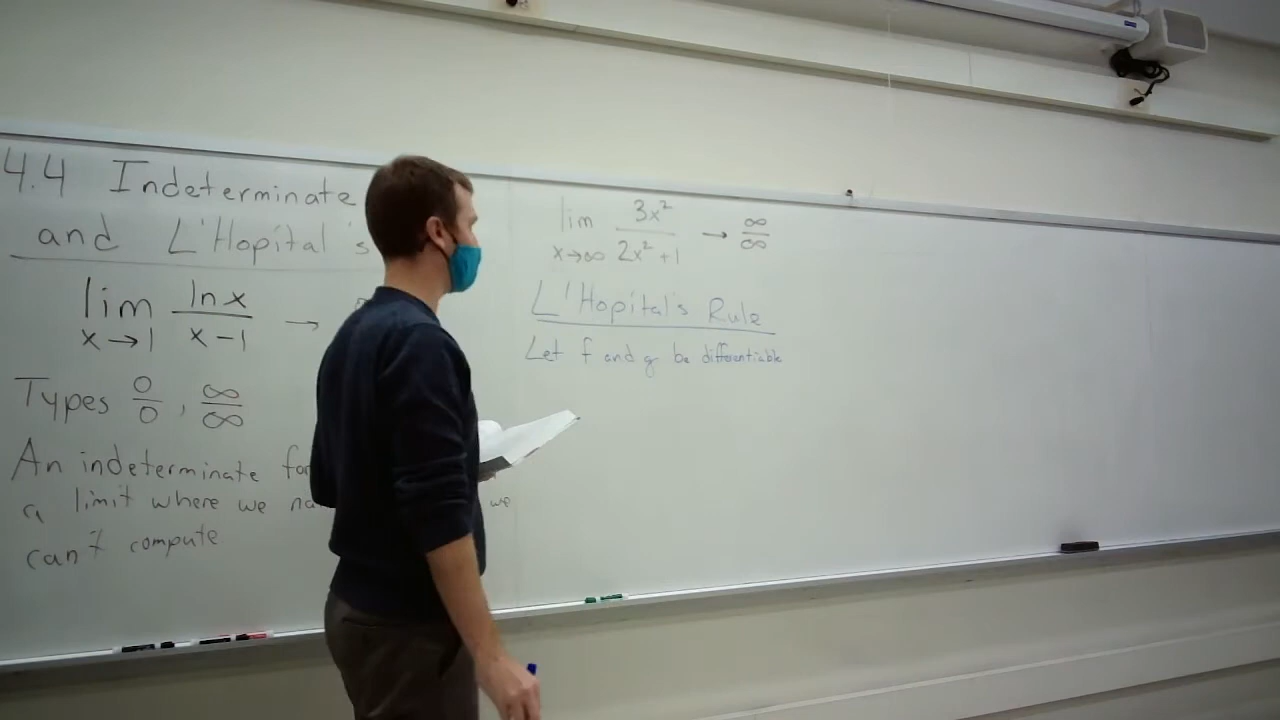 4.4 Indeterminate
and L'Hopital's
lim x→1 ln x / x-1 →
Types 0/0, ∞/∞
An indeterminate
a limit where we we
can't compute
lim x→∞ 3x² / 2x²+1 → ∞/∞
L'Hopital's Rule
Let f and g be differentiable